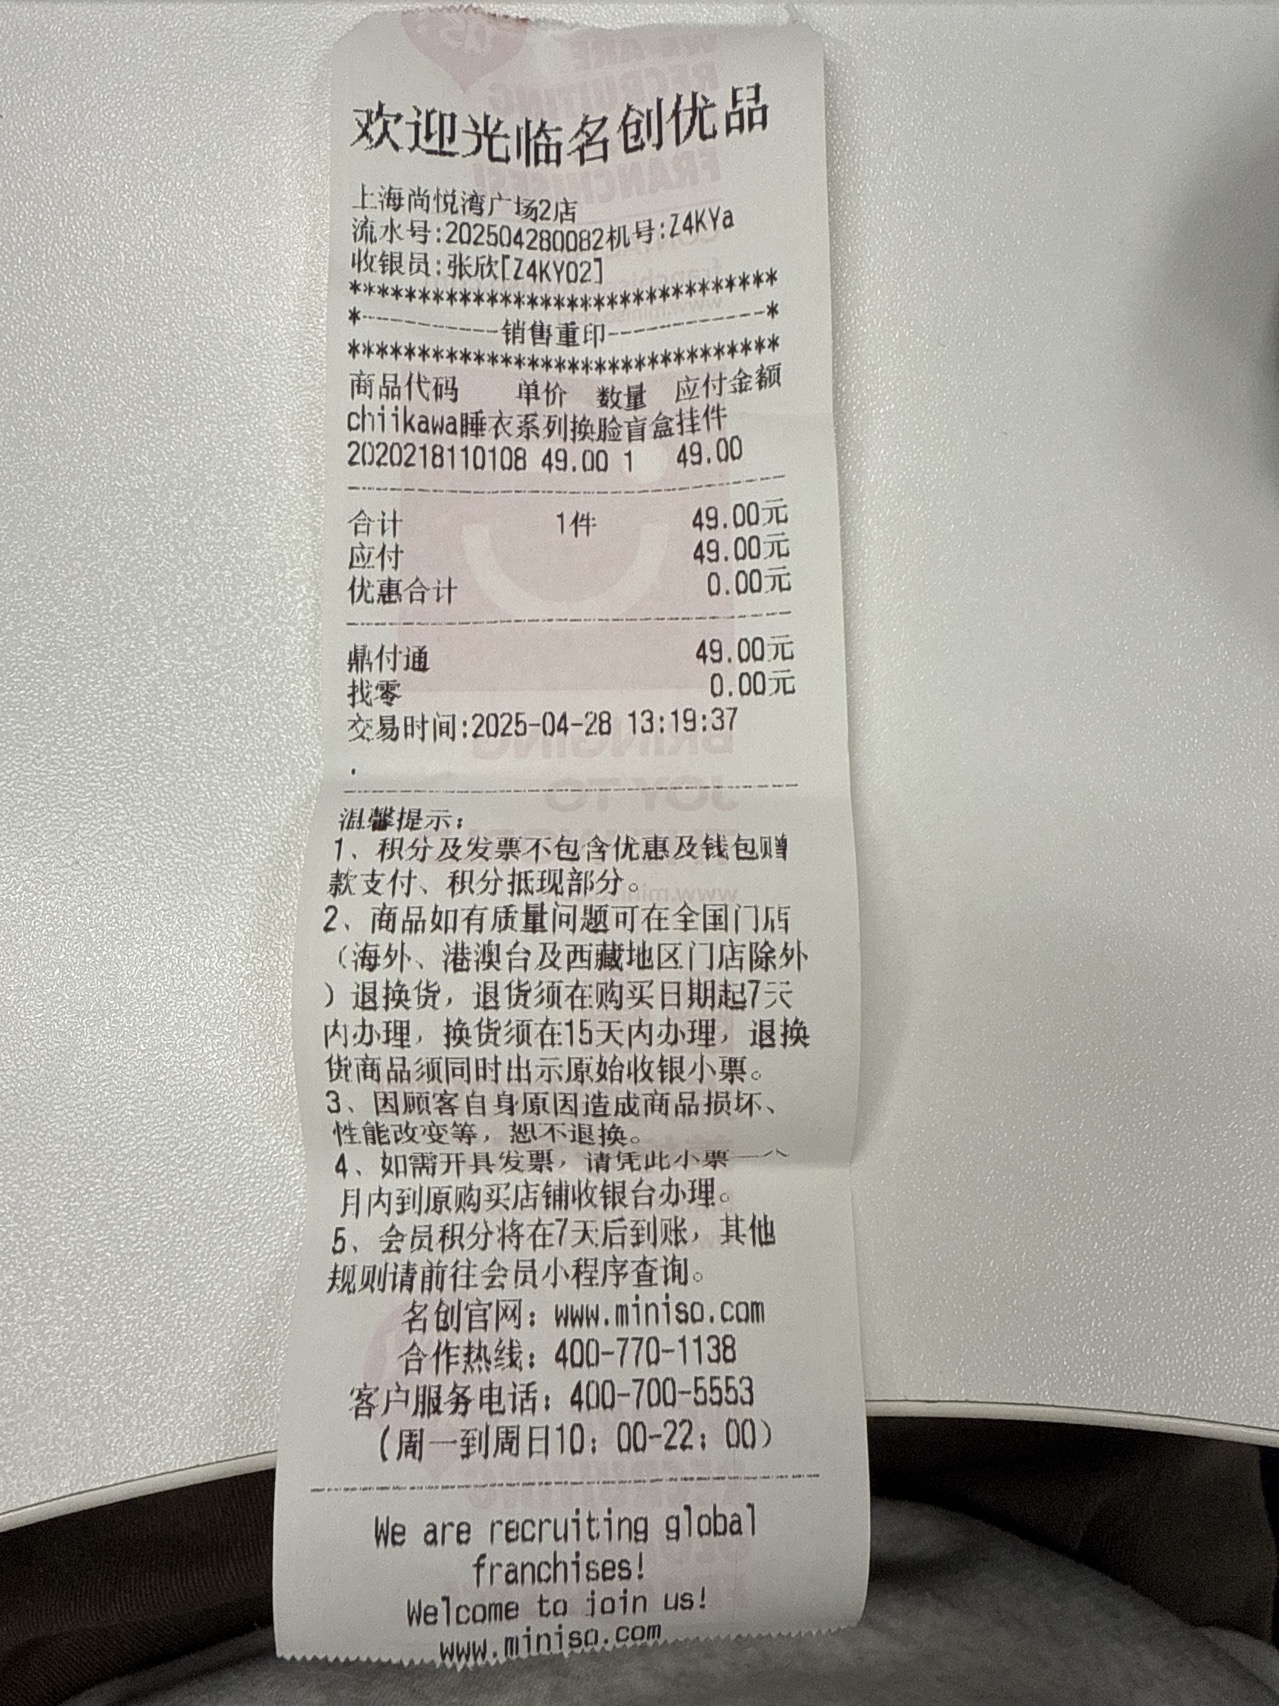 欢迎光临名创优品
上海尚悦湾广场2店
流水号:202504280082机号:Z4KYa
收银员:张欣[Z4KY02]
*******************************
*----------销售重印------------*
*******************************
商品代码 单价 数量 应付金额
chiikawa睡衣系列换脸盲盒挂件
2020218110108 49.00 1 49.00
合计 1件 49.00元
应付 49.00元
优惠合计 0.00元
鼎付通 49.00元
找零 0.00元
交易时间:2025-04-28 13:19:37
.
温馨提示:
1、积分及发票不包含优惠及钱包赠
款支付、积分抵现部分。
2、商品如有质量问题可在全国门店
(海外、港澳台及西藏地区门店除外
)退换货,退货须在购买日期起7天
内办理,换货须在15天内办理,退换
货商品须同时出示原始收银小票。
3、因顾客自身原因造成商品损坏、
性能改变等,恕不退换。
4、如需开具发票,请凭此小票一个
月内到原购买店铺收银台办理。
5、会员积分将在7天后到账,其他
规则请前往会员小程序查询。
名创官网:www.miniso.com
合作热线:400-770-1138
客户服务电话:400-700-5553
(周一到周日10:00-22:00)
We are recruiting global
franchises!
Welcome to join us!
www.miniso.com